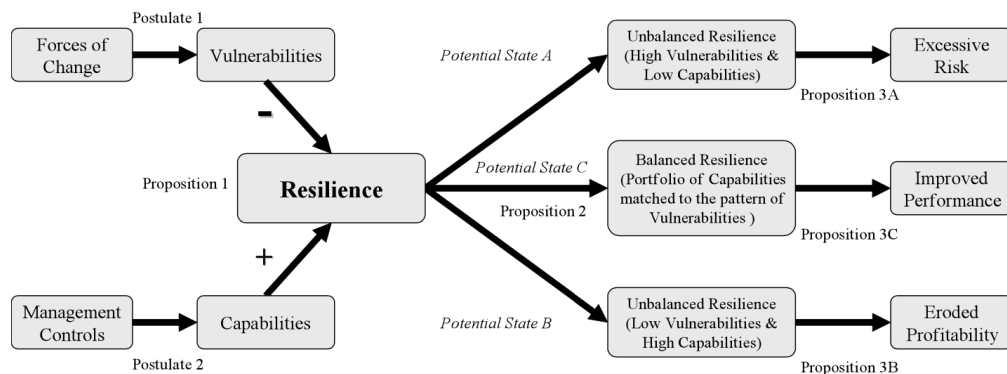 Postulate 1
Forces of
Change
Vulnerabilities
-
Proposition 1
Resilience
+
Management
Controls
Capabilities
Postulate 2
Potential State A
Unbalanced Resilience
(High Vulnerabilities &
Low Capabilities)
Proposition 3A
Excessive
Risk
Potential State C
Proposition 2
Balanced Resilience
(Portfolio of Capabilities
matched to the pattern of
Vulnerabilities )
Proposition 3C
Improved
Performance
Potential State B
Unbalanced Resilience
(Low Vulnerabilities &
High Capabilities)
Proposition 3B
Eroded
Profitability